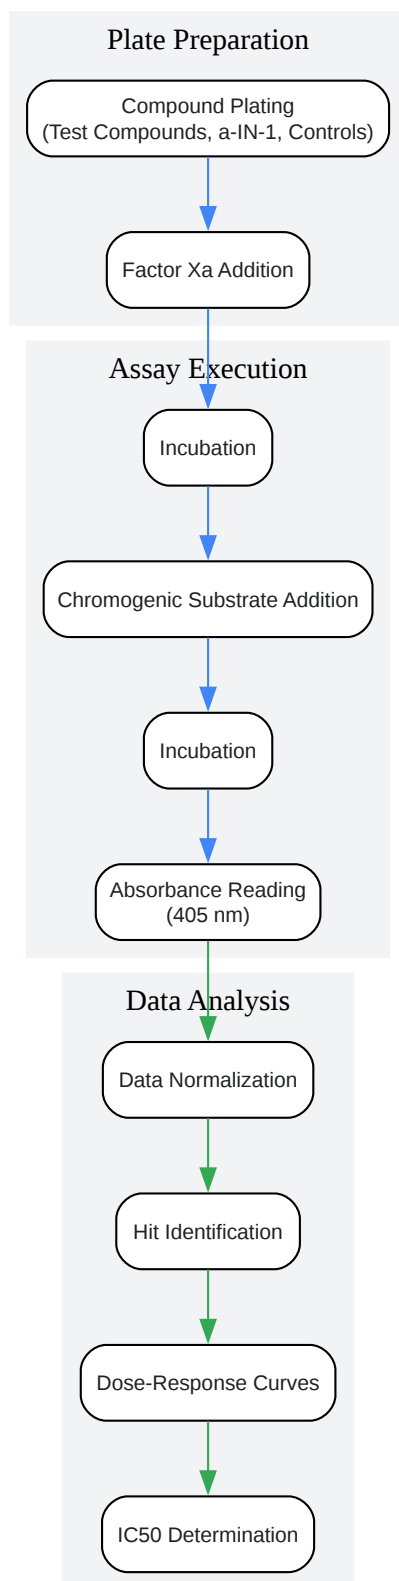 Plate Preparation
Compound Plating
(Test Compounds, a-IN-1, Controls)
Factor Xa Addition
Assay Execution
Incubation
Chromogenic Substrate Addition
Incubation
Absorbance Reading
(405 nm)
Data Analysis
Data Normalization
Hit Identification
Dose-Response Curves
IC50 Determination